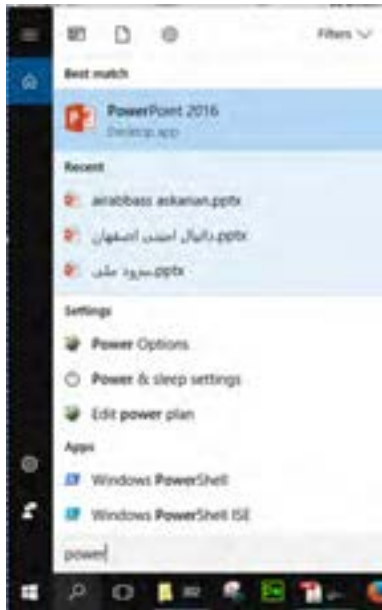 Filters
Best match
PowerPoint 2016
Desktop app
Recent
amabbass askarian.pptx
دانیال امینی اصفهان.pptx
سرود ملی.pptx
Settings
Power Options
Power & sleep settings
Edit power plan
Apps
Windows PowerShell
Windows PowerShell ISE
power